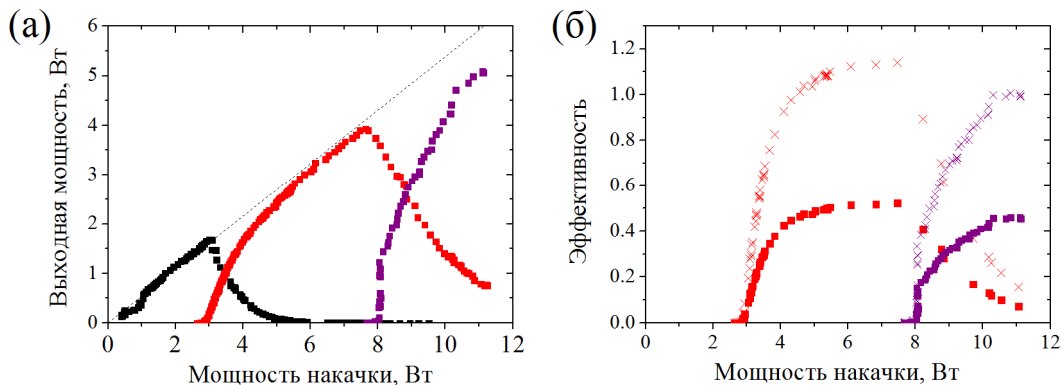 (а)
Выходная мощность, Вт
6
5
4
3
2
1
0
0 2 4 6 8 10 12
Мощность накачки, Вт
(б)
Эффективность
1.2
1.0
0.8
0.6
0.4
0.2
0.0
0 2 4 6 8 10 12
Мощность накачки, Вт